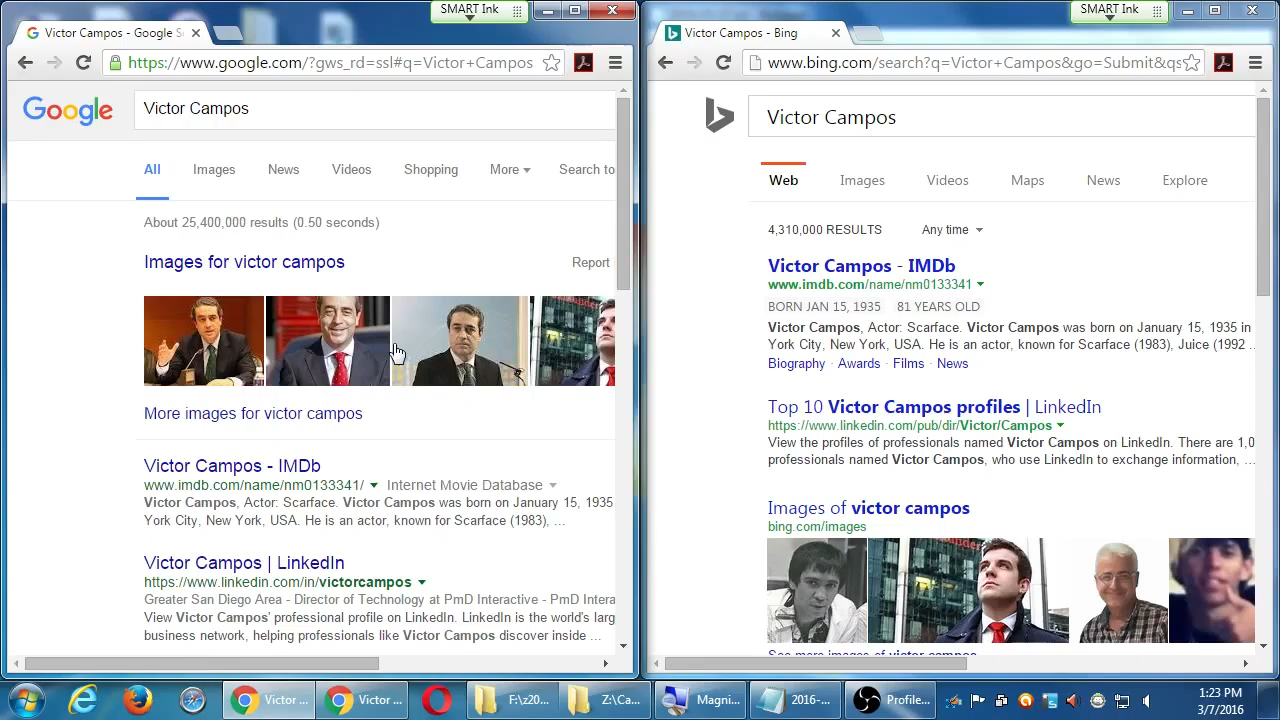 SMART Ink
Victor Campos - Google S
https://www.google.com/?gws_rd=ssl#q=Victor+Campos
Google
Victor Campos
All Images News Videos Shopping More Search to
About 25,400,000 results (0.50 seconds)
Images for victor campos
Report
More images for victor campos
Victor Campos - IMDb
www.imdb.com/name/nm0133341/ Internet Movie Database
Victor Campos, Actor: Scarface. Victor Campos was born on January 15, 1935
York City, New York, USA. He is an actor, known for Scarface (1983), ...
Victor Campos | LinkedIn
https://www.linkedin.com/in/victorcampos
Greater San Diego Area - Director of Technology at PmD Interactive - PmD Intera
View Victor Campos' professional profile on LinkedIn. LinkedIn is the world's larg
business network, helping professionals like Victor Campos discover inside ...
SMART Ink
Victor Campos - Bing
www.bing.com/search?q=Victor+Campos&go=Submit&qs
Victor Campos
Web Images Videos Maps News Explore
4,310,000 RESULTS Any time
Victor Campos - IMDb
www.imdb.com/name/nm0133341
BORN JAN 15, 1935 81 YEARS OLD
Victor Campos, Actor: Scarface. Victor Campos was born on January 15, 1935 in
York City, New York, USA. He is an actor, known for Scarface (1983), Juice (1992 ...
Biography · Awards · Films · News
Top 10 Victor Campos profiles | LinkedIn
https://www.linkedin.com/pub/dir/Victor/Campos
View the profiles of professionals named Victor Campos on LinkedIn. There are 1,0
professionals named Victor Campos, who use LinkedIn to exchange information, ...
Images of victor campos
bing.com/images
See more images of victor campos
Victor ... Victor ... F:\z20... Z:\Ca... Magni... 2016-... Profile...
1:23 PM
3/7/2016